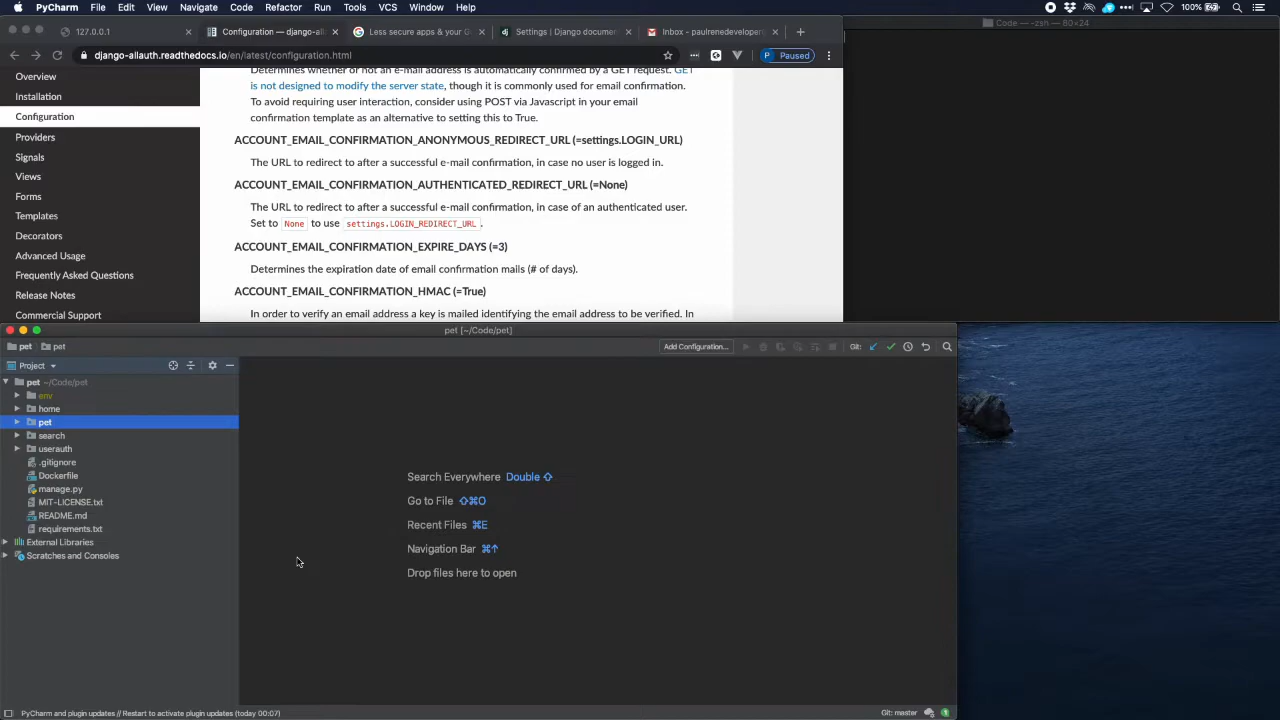 PyCharm File Edit View Navigate Code Refactor Run Tools VCS Window Help
100%
127.0.0.1
Configuration — django-all
Less secure apps & your G
Settings | Django documen
Inbox - paulrenedeveloper
django-allauth.readthedocs.io/en/latest/configuration.html
P Paused
Code — -zsh — 80×24
Overview
Installation
Configuration
Providers
Signals
Views
Forms
Templates
Decorators
Advanced Usage
Frequently Asked Questions
Release Notes
Commercial Support
Determines whether or not an e-mail address is automatically confirmed by a GET request. GET
is not designed to modify the server state, though it is commonly used for email confirmation.
To avoid requiring user interaction, consider using POST via Javascript in your email
confirmation template as an alternative to setting this to True.
ACCOUNT_EMAIL_CONFIRMATION_ANONYMOUS_REDIRECT_URL (=settings.LOGIN_URL)
The URL to redirect to after a successful e-mail confirmation, in case no user is logged in.
ACCOUNT_EMAIL_CONFIRMATION_AUTHENTICATED_REDIRECT_URL (=None)
The URL to redirect to after a successful e-mail confirmation, in case of an authenticated user.
Set to None to use settings.LOGIN_REDIRECT_URL.
ACCOUNT_EMAIL_CONFIRMATION_EXPIRE_DAYS (=3)
Determines the expiration date of email confirmation mails (# of days).
ACCOUNT_EMAIL_CONFIRMATION_HMAC (=True)
In order to verify an email address a key is mailed identifying the email address to be verified. In
pet [~/Code/pet]
pet pet
Add Configuration...
Git:
Project
pet ~/Code/pet
env
home
pet
search
userauth
.gitignore
Dockerfile
manage.py
MIT-LICENSE.txt
README.md
requirements.txt
External Libraries
Scratches and Consoles
Search Everywhere Double ⇧
Go to File ⇧⌘O
Recent Files ⌘E
Navigation Bar ⌘↑
Drop files here to open
PyCharm and plugin updates // Restart to activate plugin updates (today 00:07)
Git: master
1